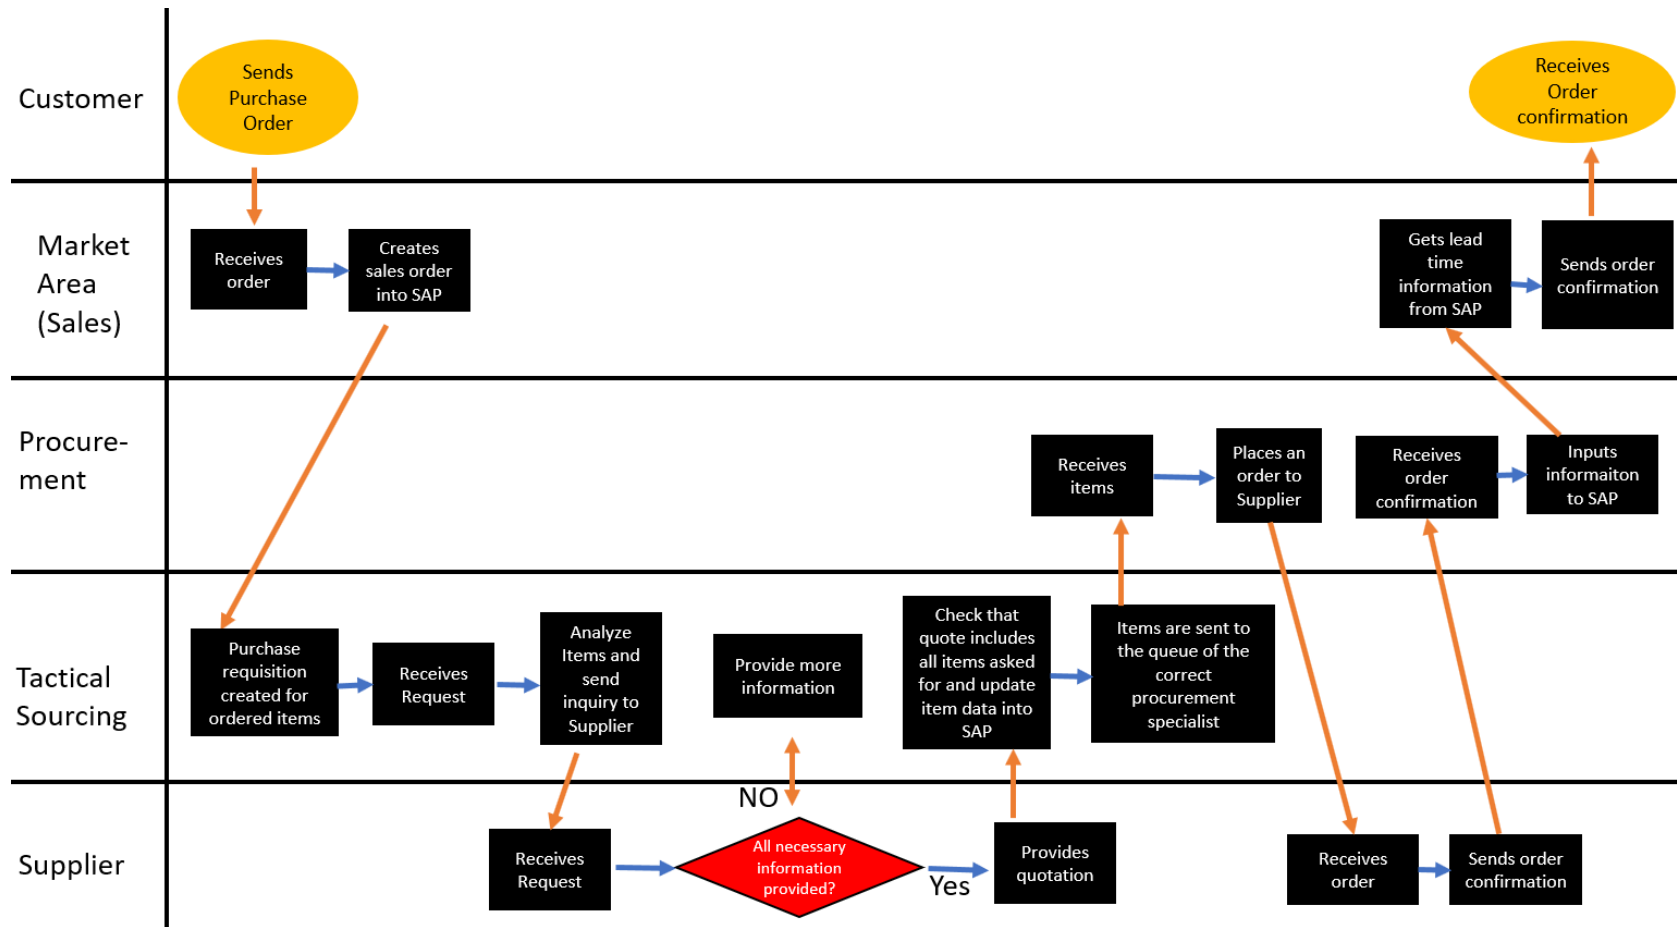 Customer
Sends
Purchase
Order
Receives
Order
confirmation
Market
Area
(Sales)
Receives
order
Creates
sales order
into SAP
Gets lead
time
information
from SAP
Sends order
confirmation
Procure-
ment
Receives
items
Places an
order to
Supplier
Receives
order
confirmation
Inputs
informaiton
to SAP
Tactical
Sourcing
Purchase
requisition
created for
ordered items
Receives
Request
Analyze
Items and
send
inquiry to
Supplier
Provide more
information
Check that
quote includes
all items asked
for and update
item data into
SAP
Items are sent to
the queue of the
correct
procurement
specialist
Supplier
Receives
Request
NO
All necessary
information
provided?
Yes
Provides
quotation
Receives
order
Sends order
confirmation